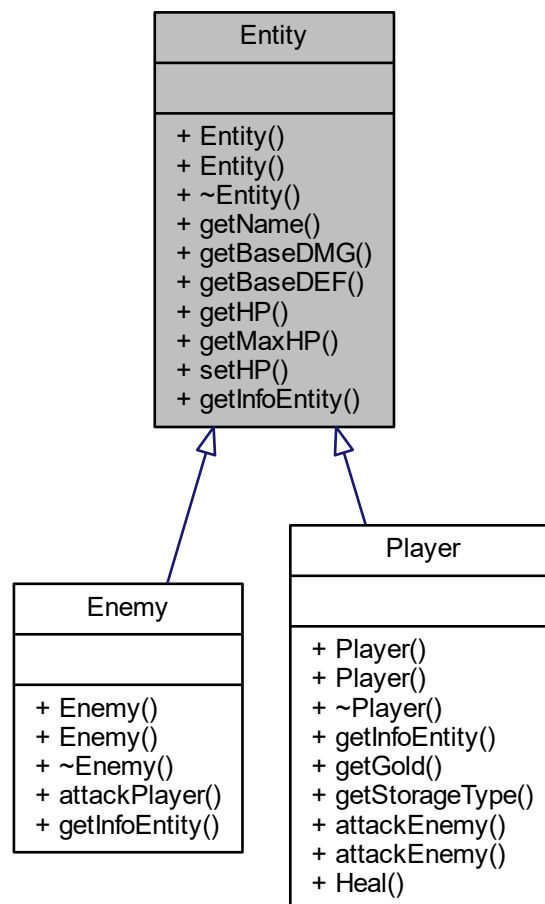 Entity
+ Entity()
+ Entity()
+ ~Entity()
+ getName()
+ getBaseDMG()
+ getBaseDEF()
+ getHP()
+ getMaxHP()
+ setHP()
+ getInfoEntity()
Enemy
+ Enemy()
+ Enemy()
+ ~Enemy()
+ attackPlayer()
+ getInfoEntity()
Player
+ Player()
+ Player()
+ ~Player()
+ getInfoEntity()
+ getGold()
+ getStorageType()
+ attackEnemy()
+ attackEnemy()
+ Heal()